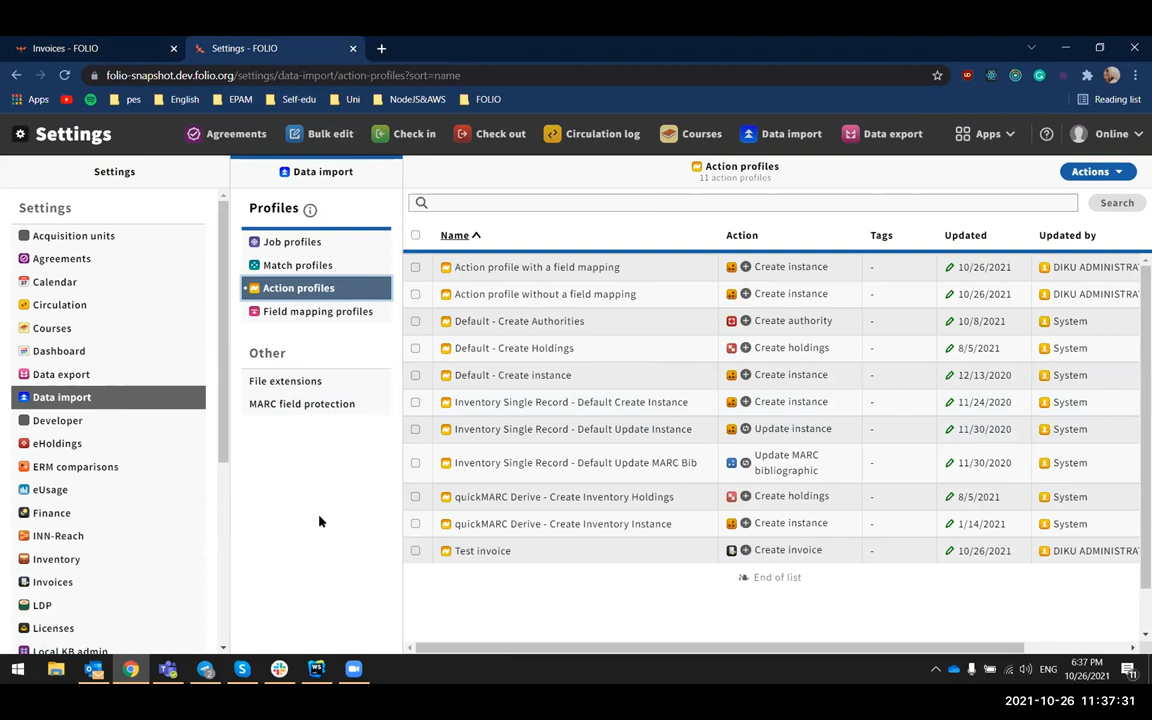 Invoices - FOLIO
Settings - FOLIO
folio-snapshot.dev.folio.org/settings/data-import/action-profiles?sort=name
Apps
pes
English
EPAM
Self-edu
Uni
NodeJS&AWS
FOLIO
Reading list
Settings
Agreements
Bulk edit
Check in
Check out
Circulation log
Courses
Data import
Data export
Apps
Online
Settings
Settings
Acquisition units
Agreements
Calendar
Circulation
Courses
Dashboard
Data export
Data import
Developer
eHoldings
ERM comparisons
eUsage
Finance
INN-Reach
Inventory
Invoices
LDP
Licenses
Local KB admin
Data import
Profiles
Job profiles
Match profiles
Action profiles
Field mapping profiles
Other
File extensions
MARC field protection
Action profiles
11 action profiles
Actions
Search
Name Action Tags Updated Updated by
Action profile with a field mapping Create instance - 10/26/2021 DIKU ADMINISTRA
Action profile without a field mapping Create instance - 10/26/2021 DIKU ADMINISTRA
Default - Create Authorities Create authority - 10/8/2021 System
Default - Create Holdings Create holdings - 8/5/2021 System
Default - Create instance Create instance - 12/13/2020 System
Inventory Single Record - Default Create Instance Create instance - 11/24/2020 System
Inventory Single Record - Default Update Instance Update instance - 11/30/2020 System
Inventory Single Record - Default Update MARC Bib Update MARC bibliographic - 11/30/2020 System
quickMARC Derive - Create Inventory Holdings Create holdings - 8/5/2021 System
quickMARC Derive - Create Inventory Instance Create instance - 1/14/2021 System
Test invoice Create invoice - 10/26/2021 DIKU ADMINISTRA
End of list
ENG
6:37 PM
10/26/2021
2021-10-26 11:37:31